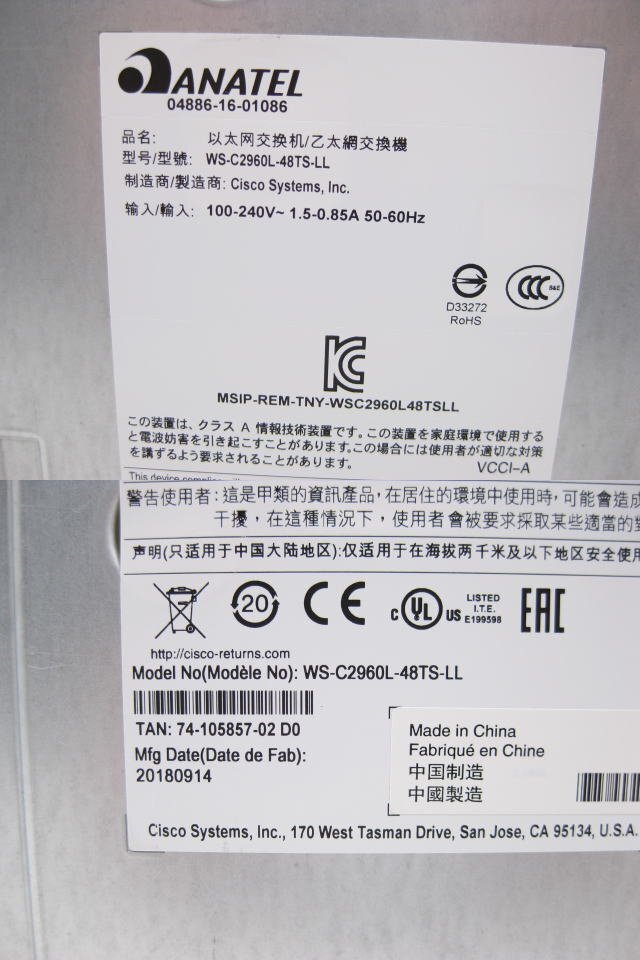 ANATEL
04886-16-01086
品名: 以太网交换机/乙太網交換機
型号/型號: WS-C2960L-48TS-LL
制造商/製造商: Cisco Systems, Inc.
输入/輸入: 100-240V~ 1.5-0.85A 50-60Hz
D33272
RoHS
CCC S&E
KC
MSIP-REM-TNY-WSC2960L48TSLL
この装置は、クラス A 情報技術装置です。この装置を家庭環境で使用する
と電波妨害を引き起こすことがあります。この場合には使用者が適切な対策
を講ずるよう要求されることがあります。
VCCI-A
This device
警告使用者: 這是甲類的資訊產品, 在居住的環境中使用時, 可能會造成
干擾, 在這種情況下, 使用者會被要求採取某些適當的
声明(只适用于中国大陆地区):仅适用于在海拔两千米及以下地区安全使用
20
CE
c UL US LISTED
I.T.E.
E199598
EAC
http://cisco-returns.com
Model No(Modèle No): WS-C2960L-48TS-LL
TAN: 74-105857-02 D0
Mfg Date(Date de Fab):
20180914
Made in China
Fabriqué en Chine
中国制造
中國製造
Cisco Systems, Inc., 170 West Tasman Drive, San Jose, CA 95134, U.S.A.